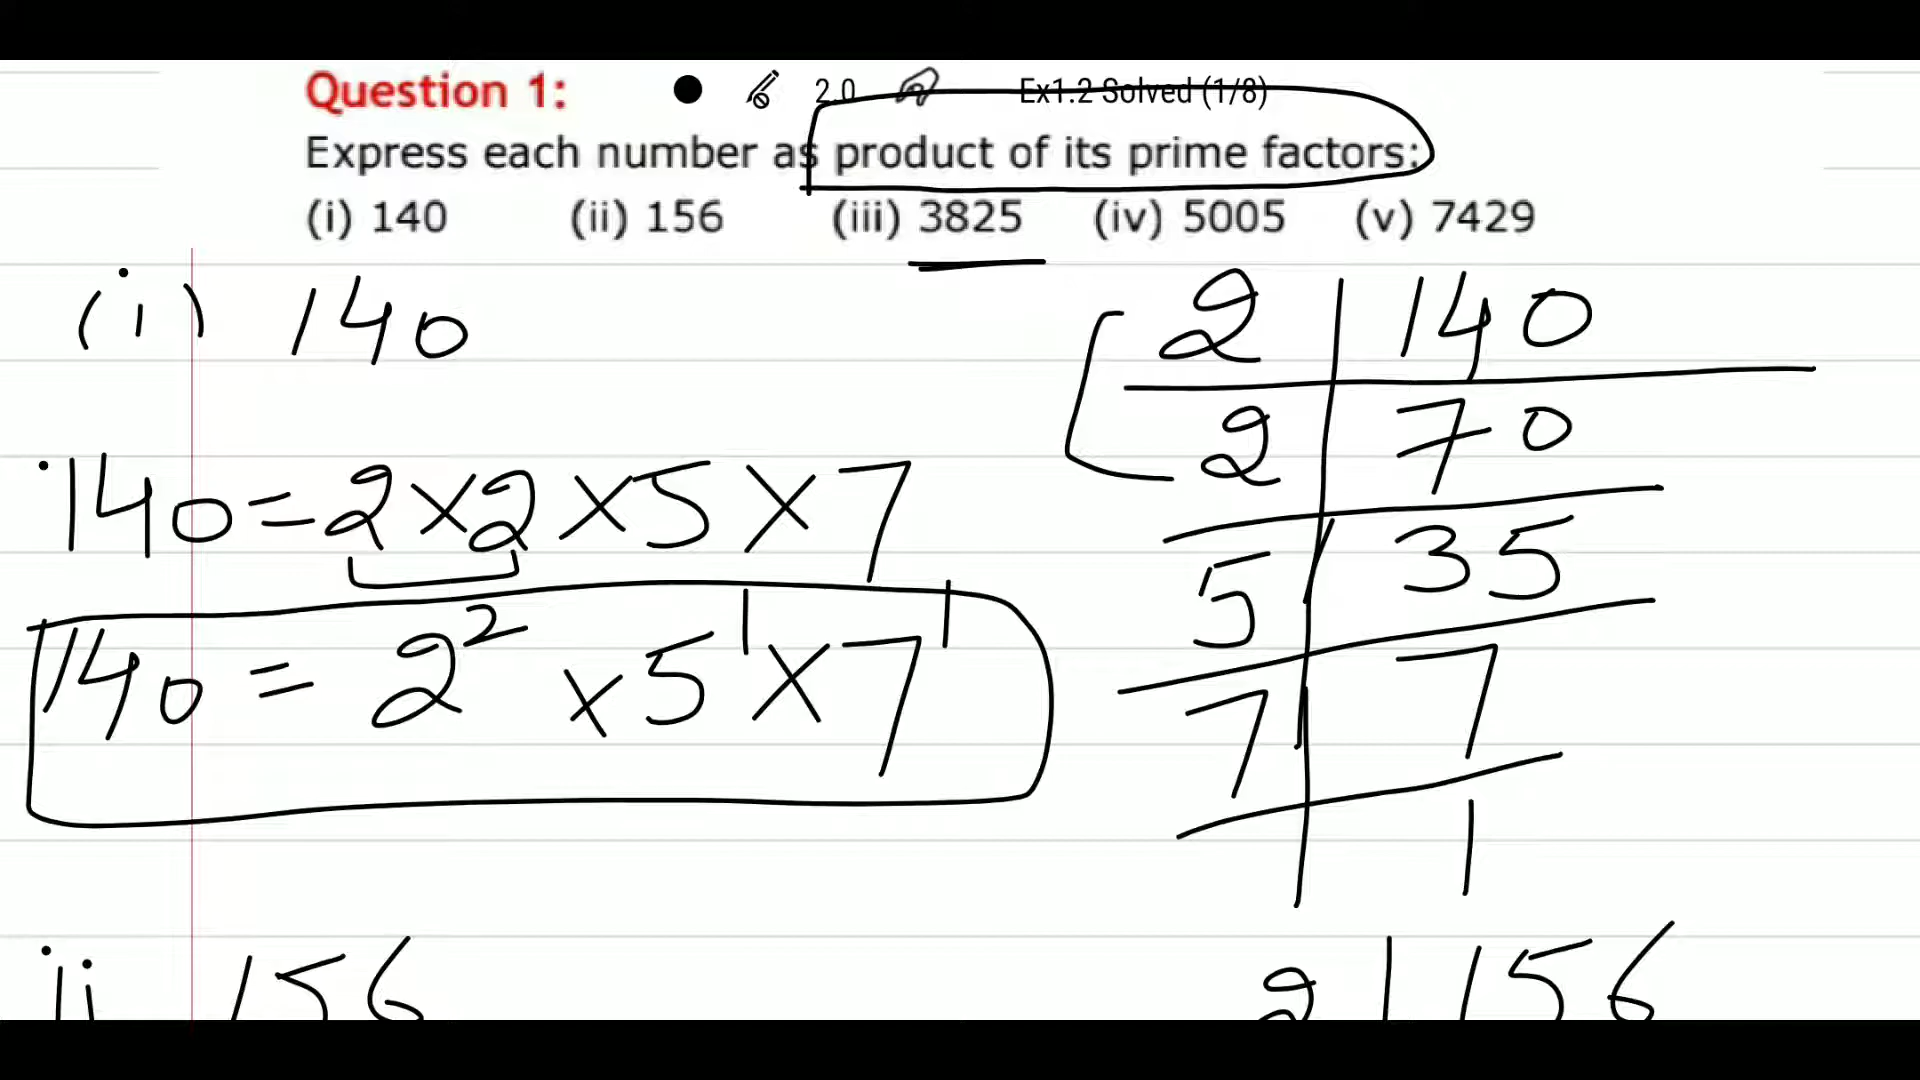 Question 1:
2.0
Ex1.2 Solved (1/8)
Express each number as product of its prime factors:
(i) 140 (ii) 156 (iii) 3825 (iv) 5005 (v) 7429
(i) 140
140 = 2 × 2 × 5 × 7
140 = 2² × 5¹ × 7¹
2 | 140
2 | 70
5 | 35
7 | 7
1
ii 156
2 | 156